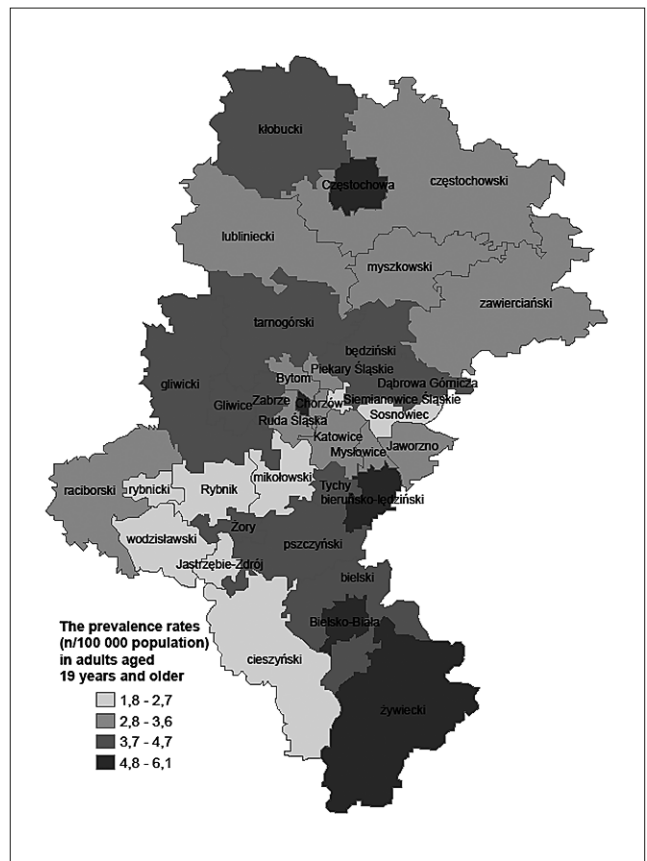 kłobucki
Częstochowa
częstochowski
lubliniecki
myszkowski
zawierciański
tarnogórski
będziński
Piekary Śląskie
Bytom
gliwicki
Dąbrowa Górnicza
Zabrze
Chorzów
Siemianowice Śląskie
Gliwice
Sosnowiec
Ruda Śląska
Katowice
Jaworzno
Mysłowice
mikołowski
raciborski
rybnicki
Rybnik
Tychy
bieruńsko-lędziński
Żory
wodzisławski
pszczyński
Jastrzębie-Zdrój
bielski
Bielsko-Biała
cieszyński
żywiecki
The prevalence rates
(n/100 000 population)
in adults aged
19 years and older
1,8 - 2,7
2,8 - 3,6
3,7 - 4,7
4,8 - 6,1